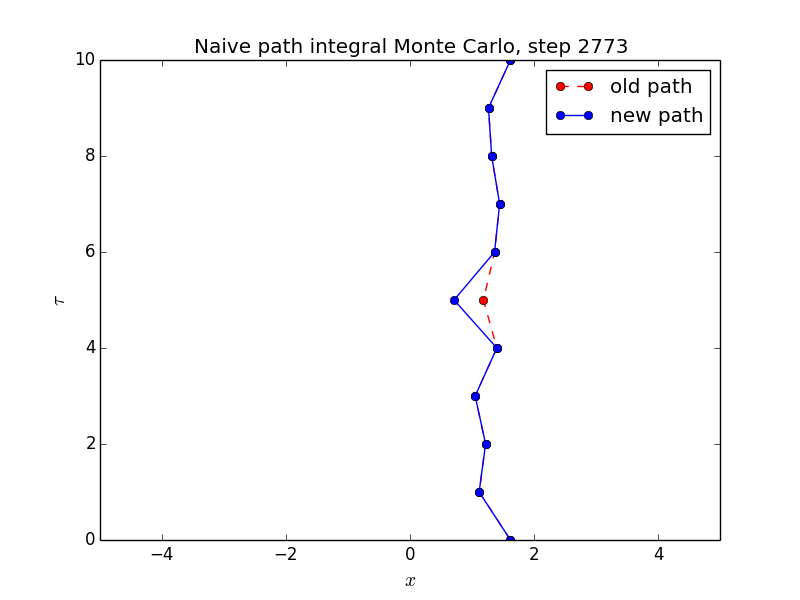 Naive path integral Monte Carlo, step 2773
old path
new path
10
8
6
4
2
0
τ
−4 −2 0 2 4
x